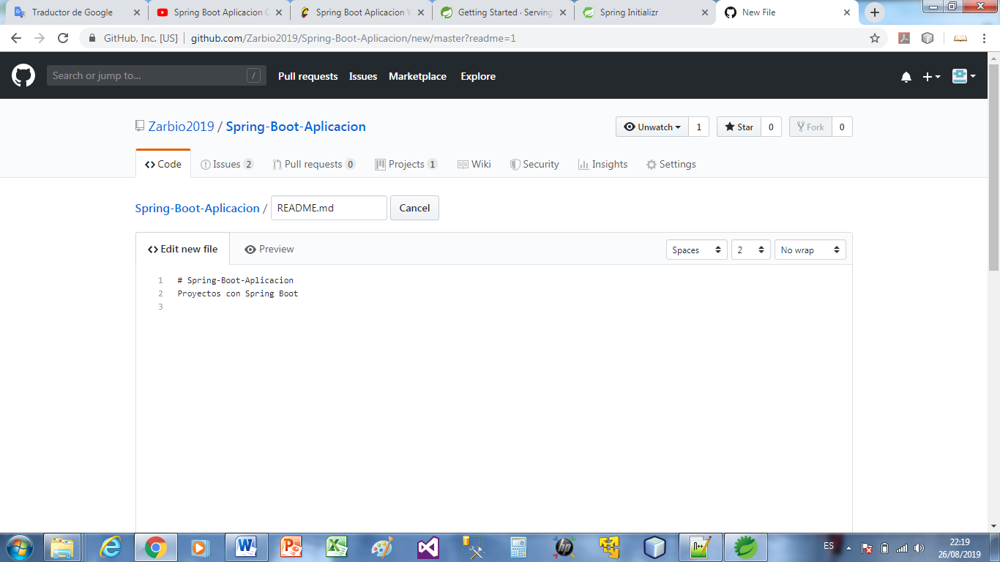 Traductor de Google
Spring Boot Aplicacion C
Spring Boot Aplicacion W
Getting Started · Serving
Spring Initializr
New File
GitHub, Inc. [US] | github.com/Zarbio2019/Spring-Boot-Aplicacion/new/master?readme=1
Search or jump to... /
Pull requests Issues Marketplace Explore
Zarbio2019 / Spring-Boot-Aplicacion
Unwatch 1 Star 0 Fork 0
Code Issues 2 Pull requests 0 Projects 1 Wiki Security Insights Settings
Spring-Boot-Aplicacion / README.md Cancel
<> Edit new file Preview Spaces 2 No wrap
1 # Spring-Boot-Aplicacion
2 Proyectos con Spring Boot
3
ES
22:19
26/08/2019